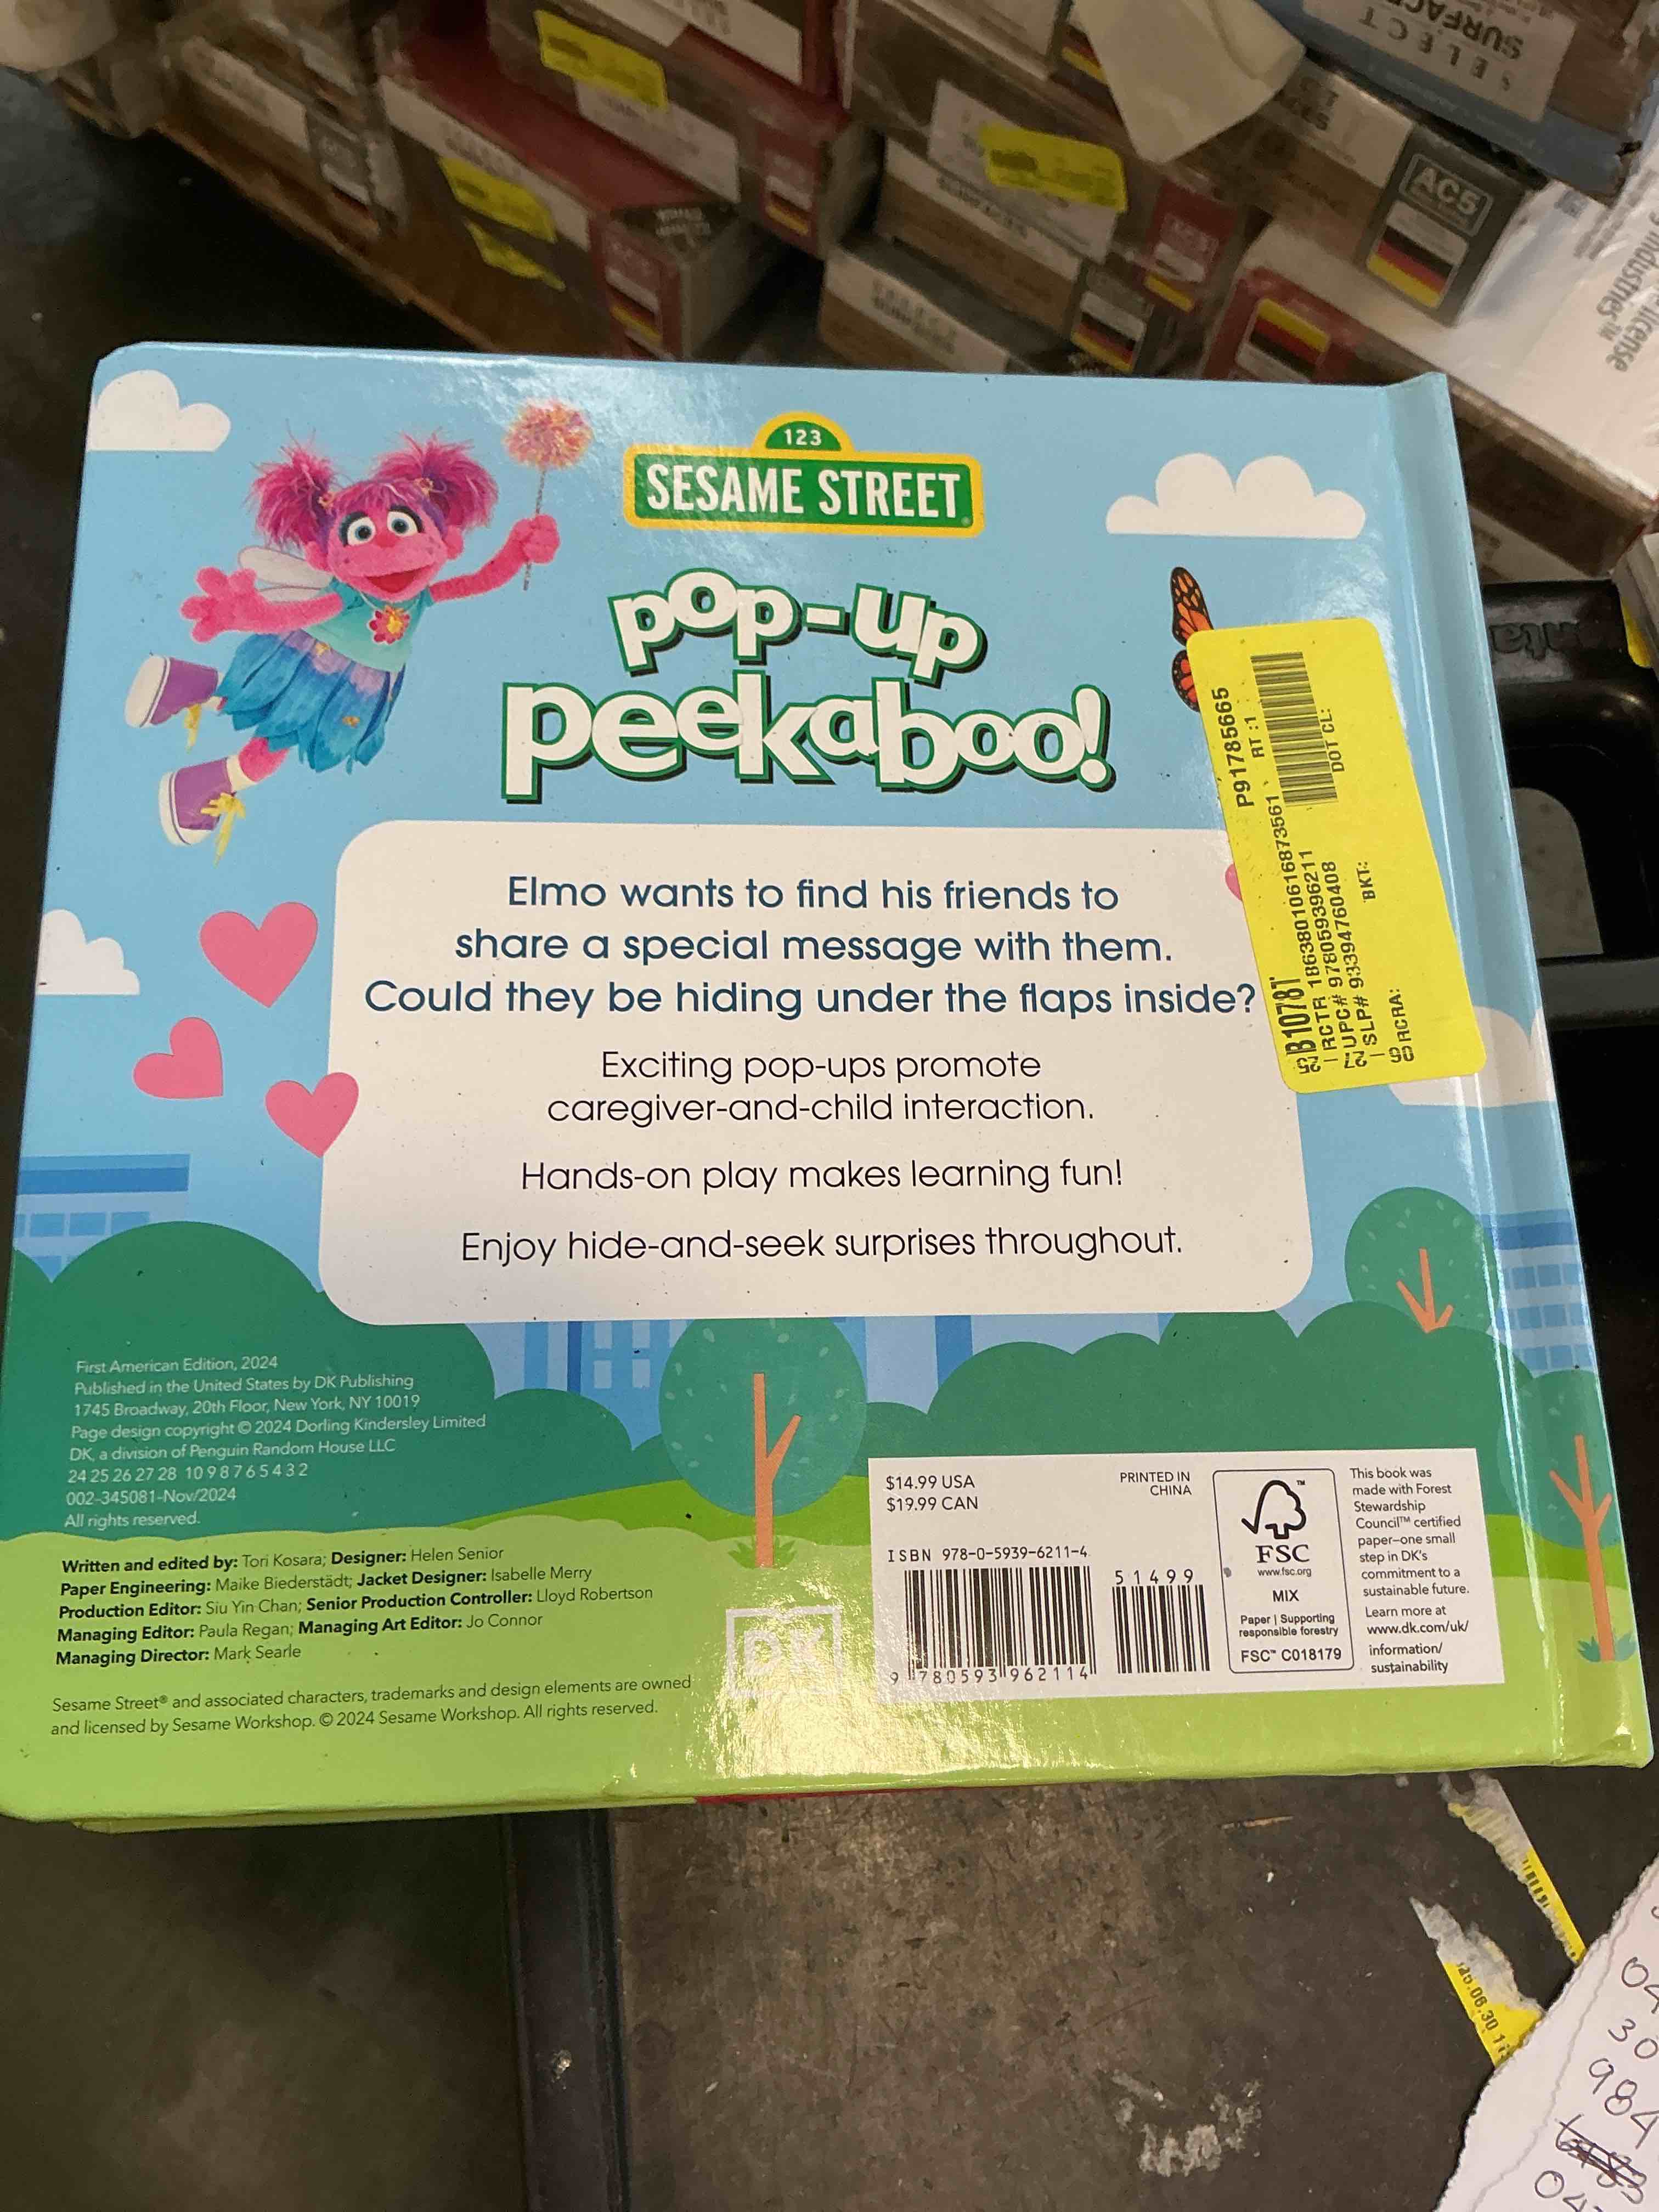 SELECT
SURFAC
AC5
license
industries™
123
SESAME STREET
pop-up
peekaboo!
Elmo wants to find his friends to
share a special message with them.
Could they be hiding under the flaps inside?
Exciting pop-ups promote
caregiver-and-child interaction.
Hands-on play makes learning fun!
Enjoy hide-and-seek surprises throughout.
P91785665
RT:1
DOT CL:
B10781
RCTR 18638010616873561
UPC# 9780593962114
BKT:
RCRA:
First American Edition, 2024
Published in the United States by DK Publishing
1745 Broadway, 20th Floor, New York, NY 10019
Page design copyright © 2024 Dorling Kindersley Limited
DK, a division of Penguin Random House LLC
24 25 26 27 28 10 9 8 7 6 5 4 3 2
002-345081-Nov/2024
All rights reserved.
Written and edited by: Tori Kosara; Designer: Helen Senior
Paper Engineering: Maike Biederstädt; Jacket Designer: Isabelle Merry
Production Editor: Siu Yin Chan; Senior Production Controller: Lloyd Robertson
Managing Editor: Paula Regan; Managing Art Editor: Jo Connor
Managing Director: Mark Searle
Sesame Street® and associated characters, trademarks and design elements are owned
and licensed by Sesame Workshop. © 2024 Sesame Workshop. All rights reserved.
DK
$14.99 USA
$19.99 CAN
PRINTED IN
CHINA
ISBN 978-0-5939-6211-4
51499
9 780593 962114
FSC™
www.fsc.org
MIX
Paper | Supporting
responsible forestry
FSC™ C018179
This book was
made with Forest
Stewardship
Council™ certified
paper–one small
step in DK's
commitment to a
sustainable future.
Learn more at
www.dk.com/uk/
information/
sustainability
04
30
984